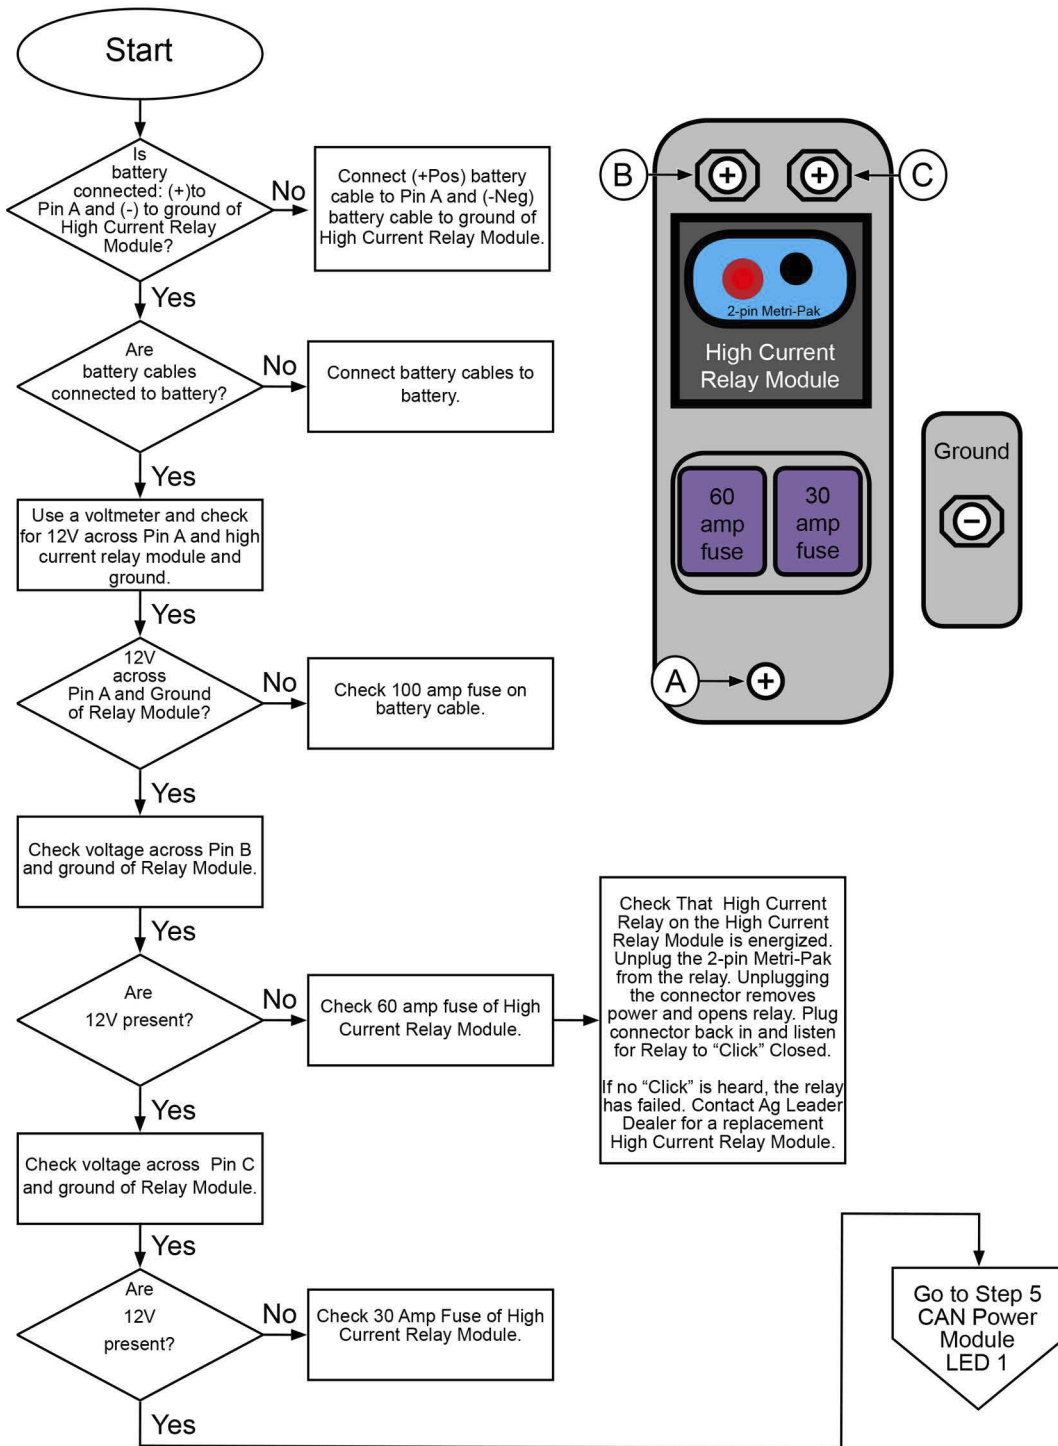 Start
Is
battery
connected: (+)to
Pin A and (-) to ground of
High Current Relay
Module?
No
Connect (+Pos) battery
cable to Pin A and (-Neg)
battery cable to ground of
High Current Relay Module.
Yes
Are
battery cables
connected to battery?
No
Connect battery cables to
battery.
Yes
Use a voltmeter and check
for 12V across Pin A and high
current relay module and
ground.
Yes
12V
across
Pin A and Ground
of Relay Module?
No
Check 100 amp fuse on
battery cable.
Yes
Check voltage across Pin B
and ground of Relay Module.
Yes
Are
12V present?
No
Check 60 amp fuse of High
Current Relay Module.
Check That High Current
Relay on the High Current
Relay Module is energized.
Unplug the 2-pin Metri-Pak
from the relay. Unplugging
the connector removes
power and opens relay. Plug
connector back in and listen
for Relay to “Click” Closed.
If no “Click” is heard, the relay
has failed. Contact Ag Leader
Dealer for a replacement
High Current Relay Module.
Yes
Check voltage across Pin C
and ground of Relay Module.
Yes
Are
12V
present?
No
Check 30 Amp Fuse of High
Current Relay Module.
Yes
Go to Step 5
CAN Power
Module
LED 1
B
+
+
C
2-pin Metri-Pak
High Current
Relay Module
60
amp
fuse
30
amp
fuse
A
+
Ground
−